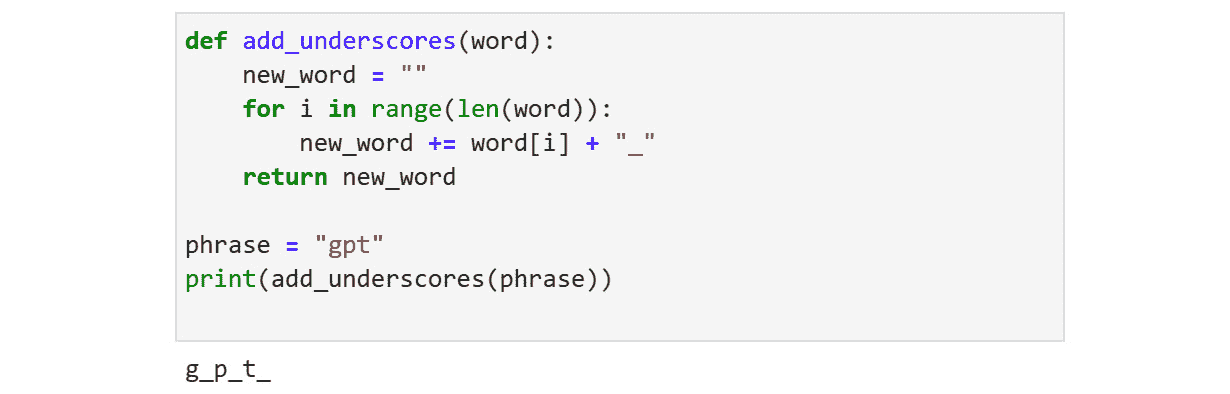 def add_underscores(word):
    new_word = ""
    for i in range(len(word)):
        new_word += word[i] + "_"
    return new_word

phrase = "gpt"
print(add_underscores(phrase))

g_p_t_